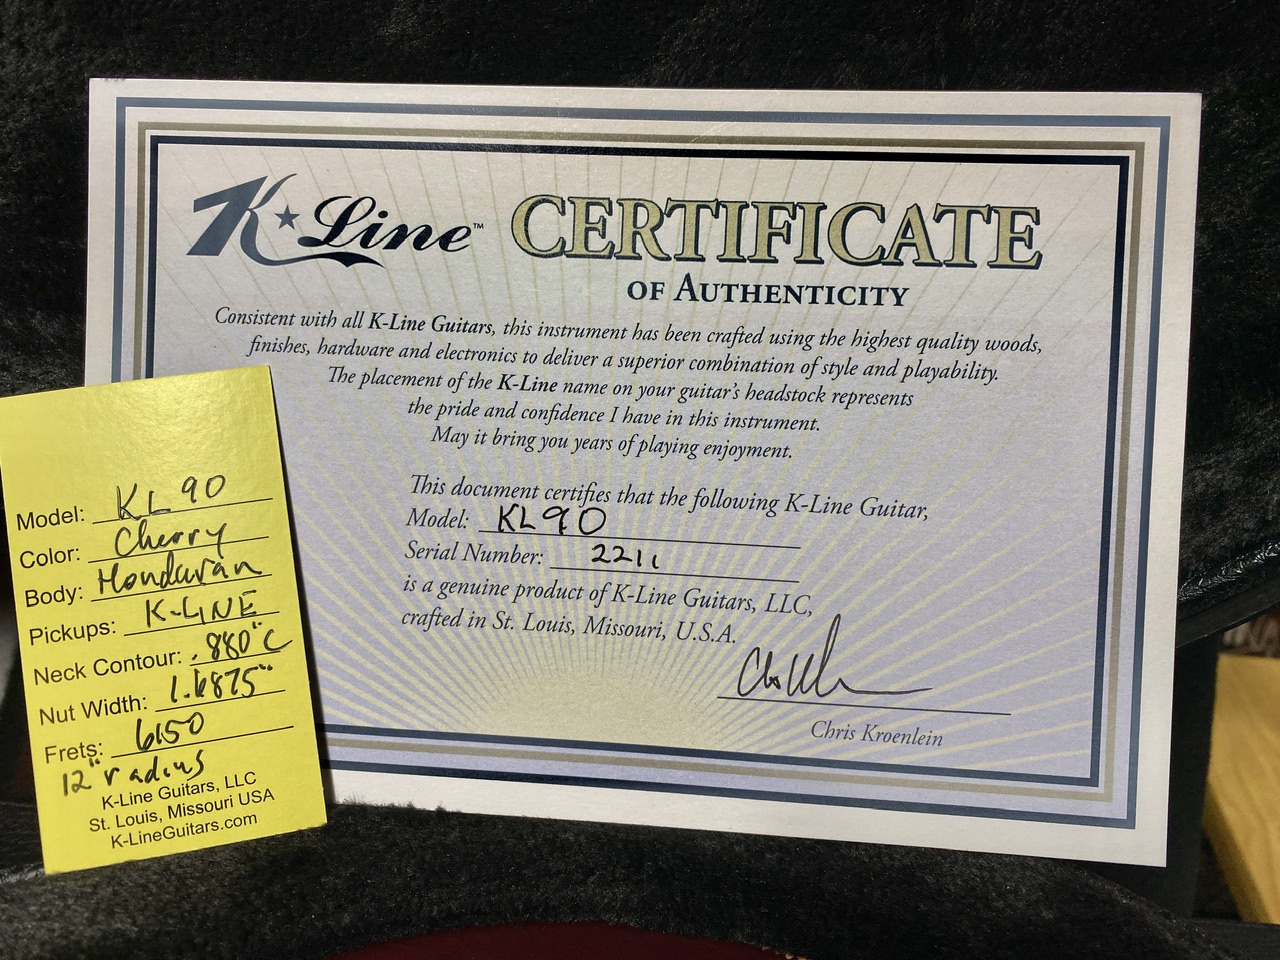 K★Line™ CERTIFICATE
OF AUTHENTICITY
Consistent with all K-Line Guitars, this instrument has been crafted using the highest quality woods,
finishes, hardware and electronics to deliver a superior combination of style and playability.
The placement of the K-Line name on your guitar's headstock represents
the pride and confidence I have in this instrument.
May it bring you years of playing enjoyment.
This document certifies that the following K-Line Guitar,
Model: KL90
Serial Number: 2211
is a genuine product of K-Line Guitars, LLC,
crafted in St. Louis, Missouri, U.S.A.
Chris Kroenlein
Model: KL90
Color: Cherry
Body: Honduran
Pickups: K-LINE
Neck Contour: .880" C
Nut Width: 1.6875"
Frets: 6150
12" radius
K-Line Guitars, LLC
St. Louis, Missouri USA
K-LineGuitars.com